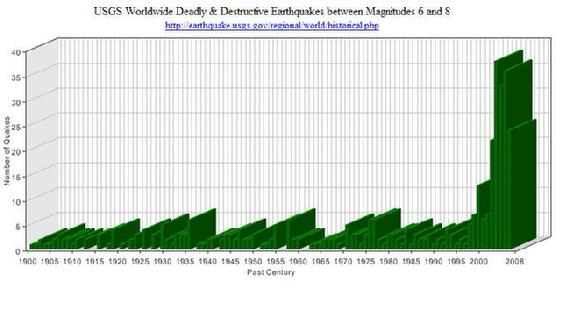 USGS Worldwide Deadly & Destructive Earthquakes between Magnitudes 6 and 8
http://earthquake.usgs.gov/regional/world/historical.php
40
35
30
25
20
15
10
5
0
Number of Quakes
1900 1905 1910 1915 1920 1925 1930 1935 1940 1945 1950 1955 1960 1965 1970 1975 1980 1985 1990 1995 2000 2008
Past Century